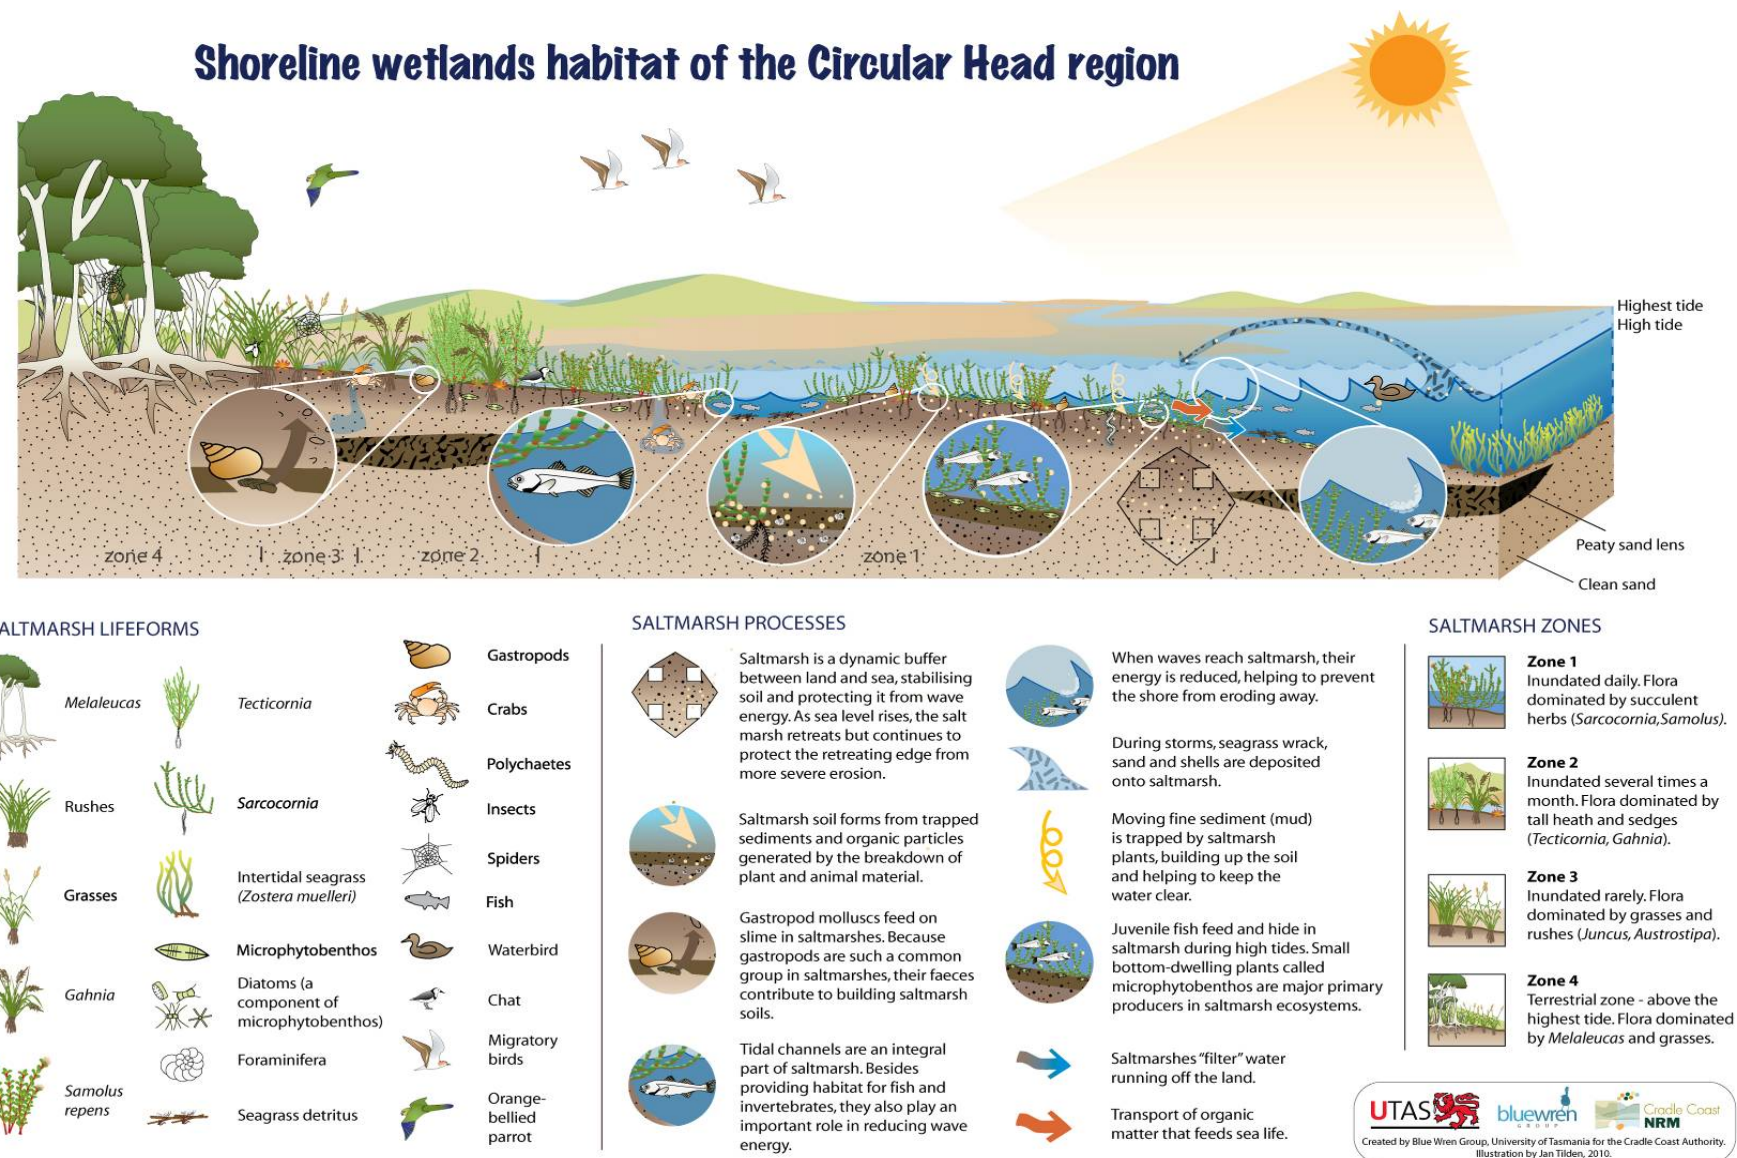 Shoreline wetlands habitat of the Circular Head region
Highest tide
High tide
Peaty sand lens
Clean sand
zone 4
zone 3
zone 2
zone 1
ALTMARSH LIFEFORMS
Melaleucas
Rushes
Grasses
Gahnia
Samolus
repens
Tecticornia
Sarcocornia
Intertidal seagrass
(Zostera muelleri)
Microphytobenthos
Diatoms (a
component of
microphytobenthos)
Foraminifera
Seagrass detritus
Gastropods
Crabs
Polychaetes
Insects
Spiders
Fish
Waterbird
Chat
Migratory
birds
Orange-
bellied
parrot
SALTMARSH PROCESSES
Saltmarsh is a dynamic buffer
between land and sea, stabilising
soil and protecting it from wave
energy. As sea level rises, the salt
marsh retreats but continues to
protect the retreating edge from
more severe erosion.
Saltmarsh soil forms from trapped
sediments and organic particles
generated by the breakdown of
plant and animal material.
Gastropod molluscs feed on
slime in saltmarshes. Because
gastropods are such a common
group in saltmarshes, their faeces
contribute to building saltmarsh
soils.
Tidal channels are an integral
part of saltmarsh. Besides
providing habitat for fish and
invertebrates, they also play an
important role in reducing wave
energy.
When waves reach saltmarsh, their
energy is reduced, helping to prevent
the shore from eroding away.
During storms, seagrass wrack,
sand and shells are deposited
onto saltmarsh.
Moving fine sediment (mud)
is trapped by saltmarsh
plants, building up the soil
and helping to keep the
water clear.
Juvenile fish feed and hide in
saltmarsh during high tides. Small
bottom-dwelling plants called
microphytobenthos are major primary
producers in saltmarsh ecosystems.
Saltmarshes "filter" water
running off the land.
Transport of organic
matter that feeds sea life.
SALTMARSH ZONES
Zone 1
Inundated daily. Flora
dominated by succulent
herbs (Sarcocornia, Samolus).
Zone 2
Inundated several times a
month. Flora dominated by
tall heath and sedges
(Tecticornia, Gahnia).
Zone 3
Inundated rarely. Flora
dominated by grasses and
rushes (Juncus, Austrostipa).
Zone 4
Terrestrial zone - above the
highest tide. Flora dominated
by Melaleucas and grasses.
UTAS
bluewren
GROUP
Cradle Coast
NRM
Created by Blue Wren Group, University of Tasmania for the Cradle Coast Authority.
Illustration by Jan Tilden, 2010.